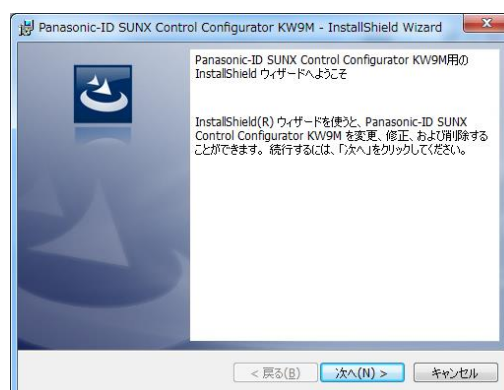 Panasonic-ID SUNX Control Configurator KW9M - InstallShield Wizard
Panasonic-ID SUNX Control Configurator KW9M用の
InstallShield ウィザードへようこそ
InstallShield(R) ウィザードを使うと、Panasonic-ID SUNX
Control Configurator KW9M を変更、修正、および削除する
ことができます。続行するには、「次へ」をクリックしてください。
< 戻る(B)
次へ(N) >
キャンセル